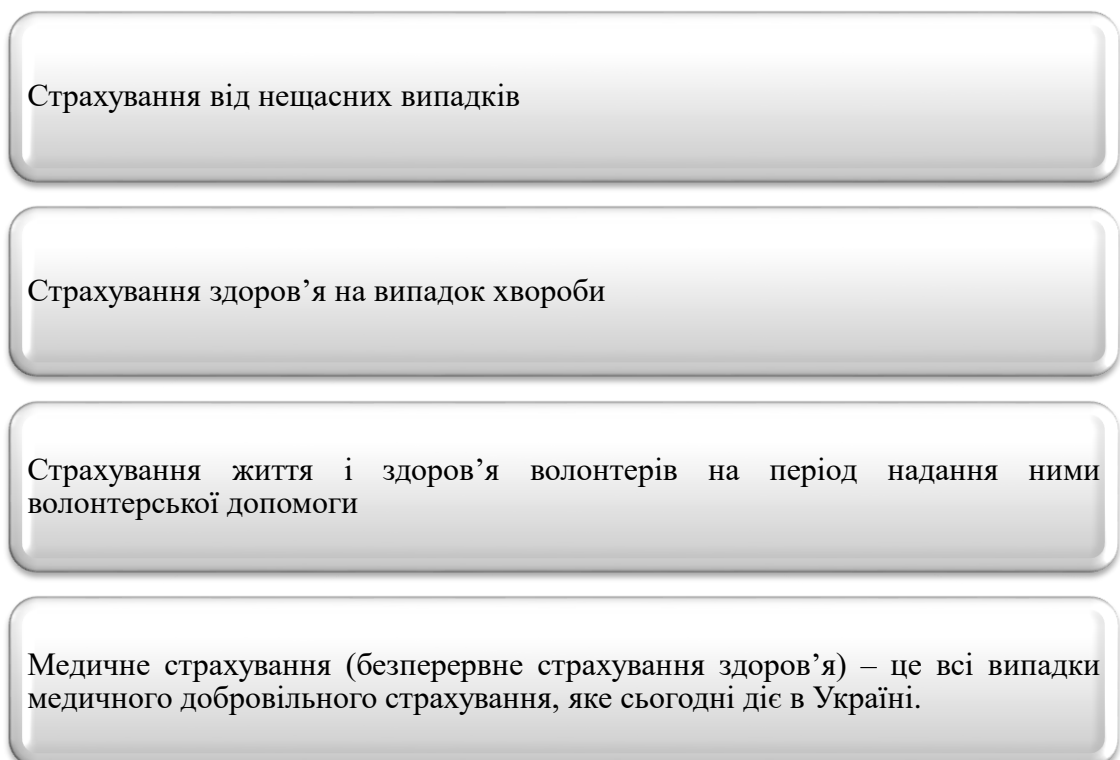 Страхування від нещасних випадків
Страхування здоров’я на випадок хвороби
Страхування життя і здоров’я волонтерів на період надання ними
волонтерської допомоги
Медичне страхування (безперервне страхування здоров’я) – це всі випадки
медичного добровільного страхування, яке сьогодні діє в Україні.